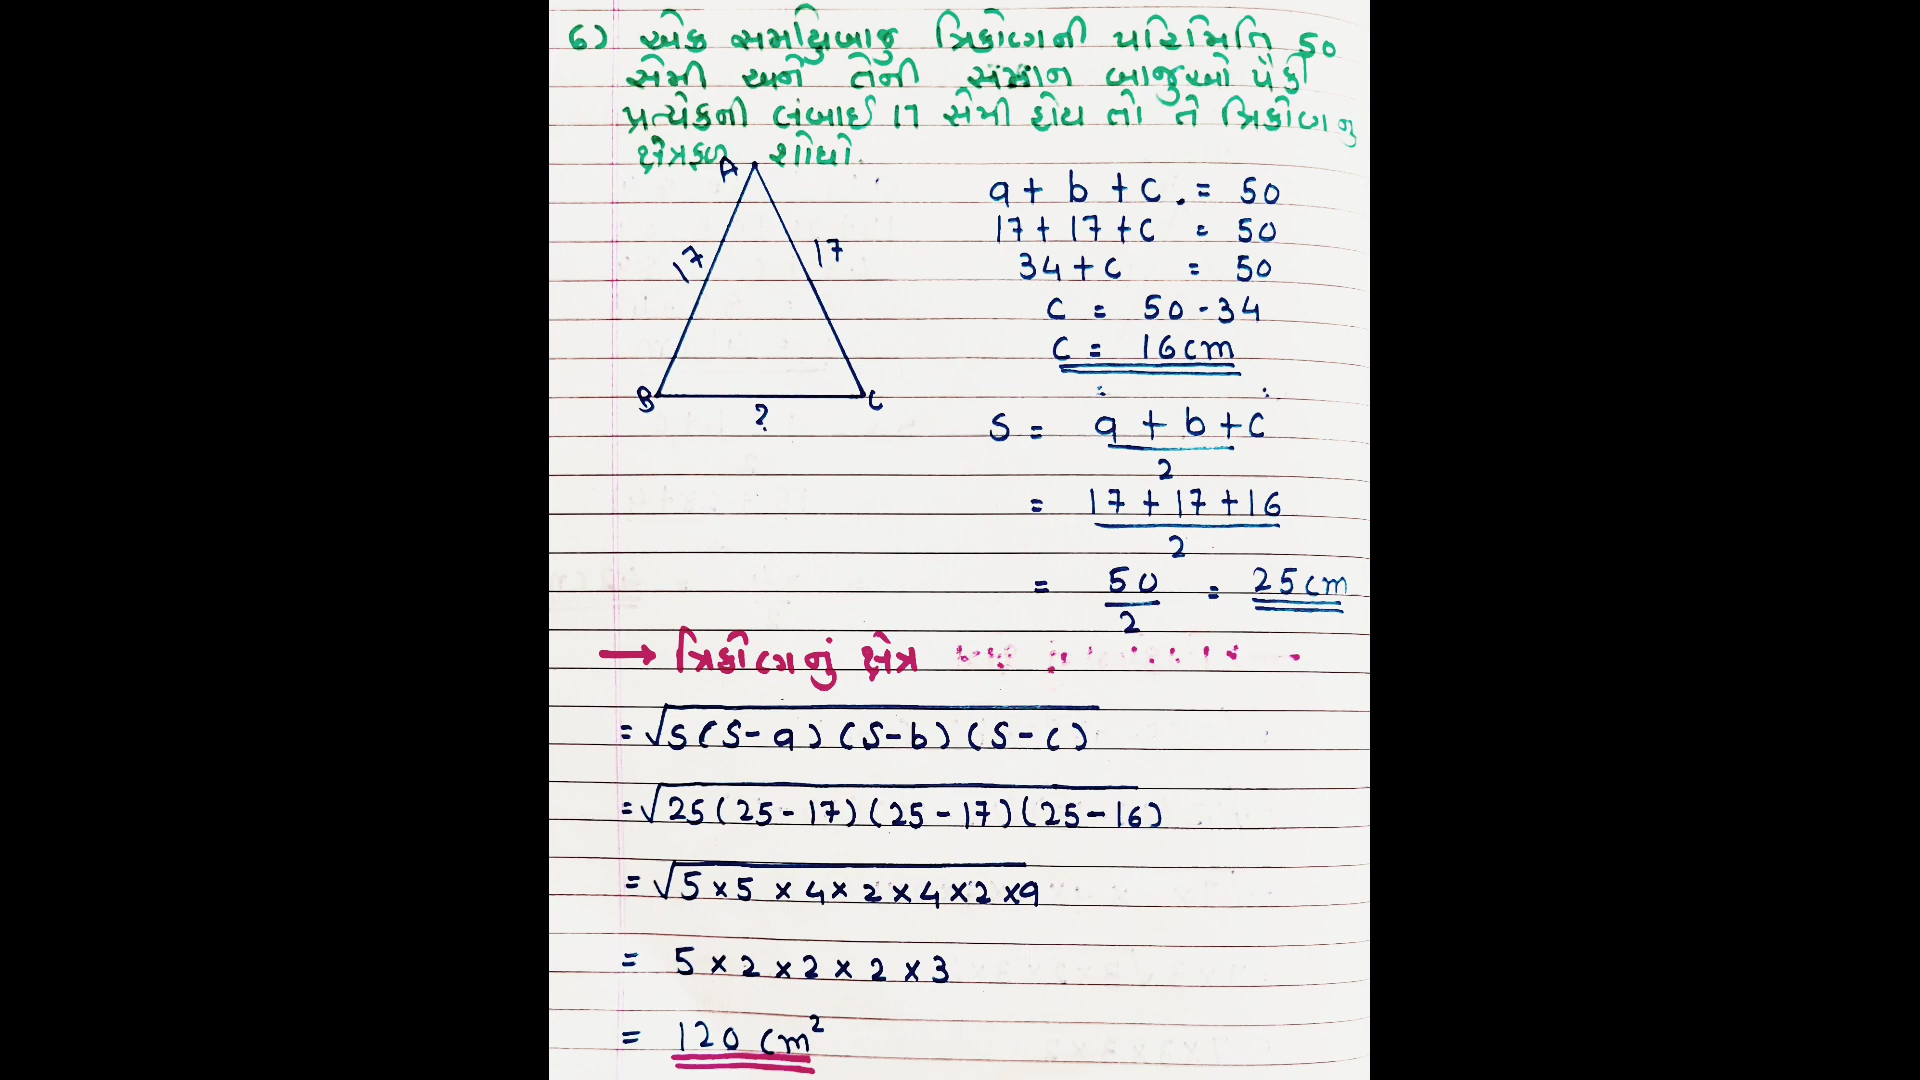 6) એક સમદ્વિબાજુ ત્રિકોણની પરિમિતિ 50
સેમી અને તેની સમાન બાજુઓ પૈકી
પ્રત્યેકની લંબાઈ 17 સેમી હોય તો તે ત્રિકોણનું
ક્ષેત્રફળ શોધો.
A
17
17
B
C
?
a + b + c = 50
17 + 17 + c = 50
34 + c = 50
c = 50 - 34
c = 16cm
S = a + b + c
2
= 17 + 17 + 16
2
= 50 = 25cm
2
→ ત્રિકોણનું ક્ષેત્ર
= √S(S-a)(S-b)(S-c)
= √25(25-17)(25-17)(25-16)
= √5×5×4×2×4×2×9
= 5×2×2×2×3
= 120 cm²